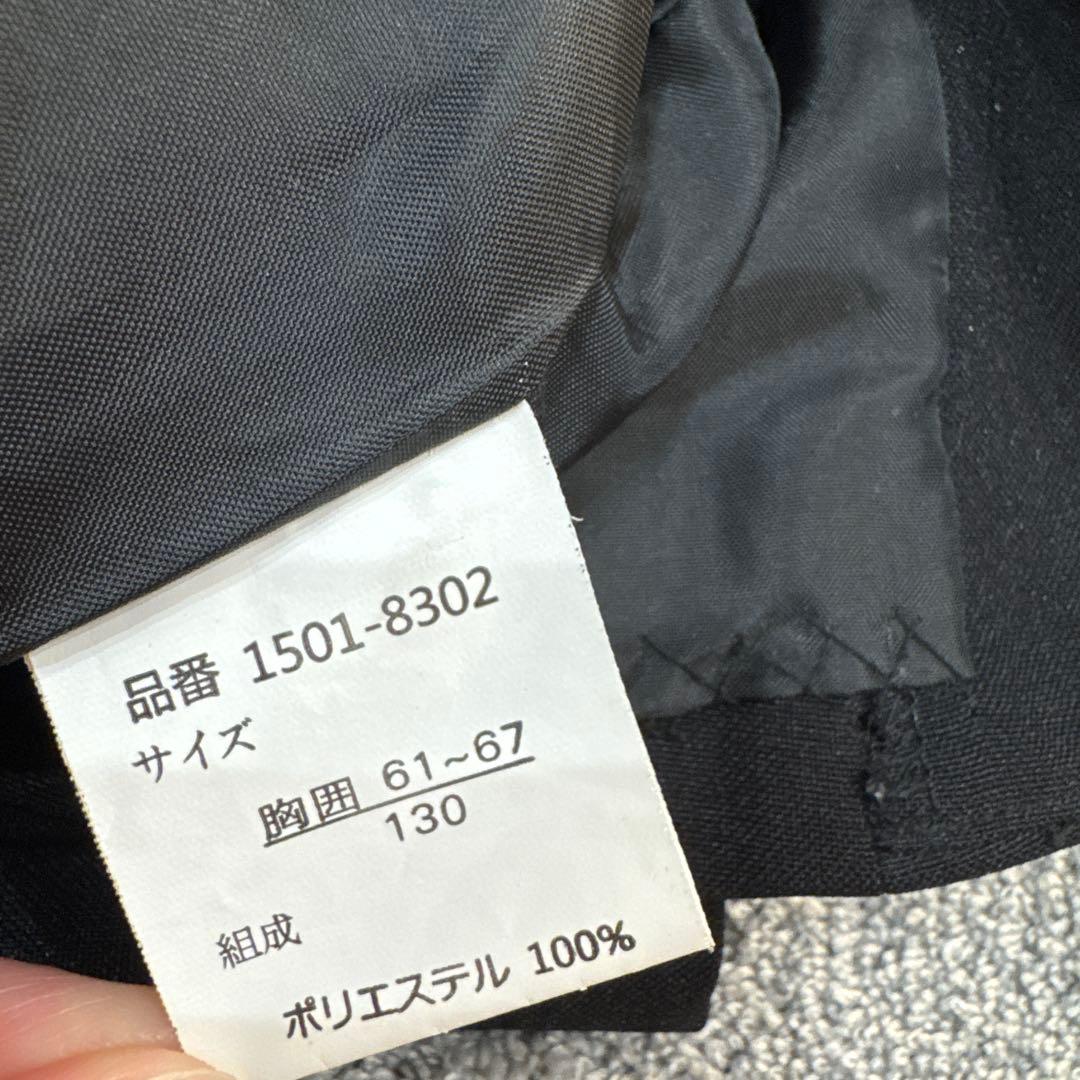 品番 1501-8302
サイズ
胸囲 61~67
130
組成
ポリエステル 100%